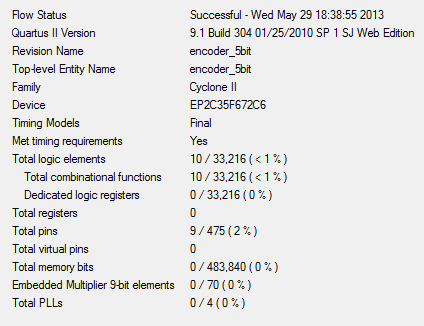 Flow Status Successful - Wed May 29 18:38:55 2013
Quartus II Version 9.1 Build 304 01/25/2010 SP 1 SJ Web Edition
Revision Name encoder_5bit
Top-level Entity Name encoder_5bit
Family Cyclone II
Device EP2C35F672C6
Timing Models Final
Met timing requirements Yes
Total logic elements 10 / 33,216 ( < 1 % )
Total combinational functions 10 / 33,216 ( < 1 % )
Dedicated logic registers 0 / 33,216 ( 0 % )
Total registers 0
Total pins 9 / 475 ( 2 % )
Total virtual pins 0
Total memory bits 0 / 483,840 ( 0 % )
Embedded Multiplier 9-bit elements 0 / 70 ( 0 % )
Total PLLs 0 / 4 ( 0 % )